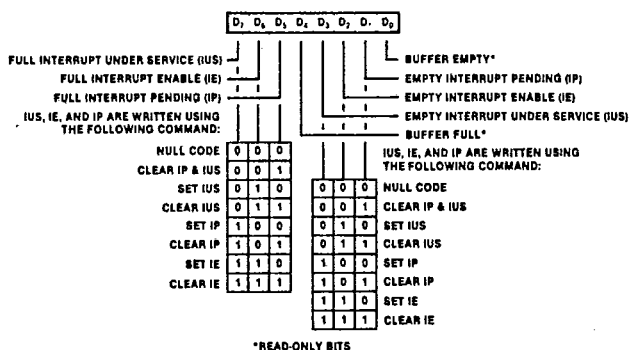 D7 D6 D5 D4 D3 D2 D1 D0
FULL INTERRUPT UNDER SERVICE (IUS)
FULL INTERRUPT ENABLE (IE)
FULL INTERRUPT PENDING (IP)
IUS, IE, AND IP ARE WRITTEN USING
THE FOLLOWING COMMAND:
NULL CODE 0 0 0
CLEAR IP & IUS 0 0 1
SET IUS 0 1 0
CLEAR IUS 0 1 1
SET IP 1 0 0
CLEAR IP 1 0 1
SET IE 1 1 0
CLEAR IE 1 1 1
BUFFER EMPTY*
EMPTY INTERRUPT PENDING (IP)
EMPTY INTERRUPT ENABLE (IE)
EMPTY INTERRUPT UNDER SERVICE (IUS)
BUFFER FULL*
IUS, IE, AND IP ARE WRITTEN USING
THE FOLLOWING COMMAND:
0 0 0 NULL CODE
0 0 1 CLEAR IP & IUS
0 1 0 SET IUS
0 1 1 CLEAR IUS
1 0 0 SET IP
1 0 1 CLEAR IP
1 1 0 SET IE
1 1 1 CLEAR IE
*READ-ONLY BITS